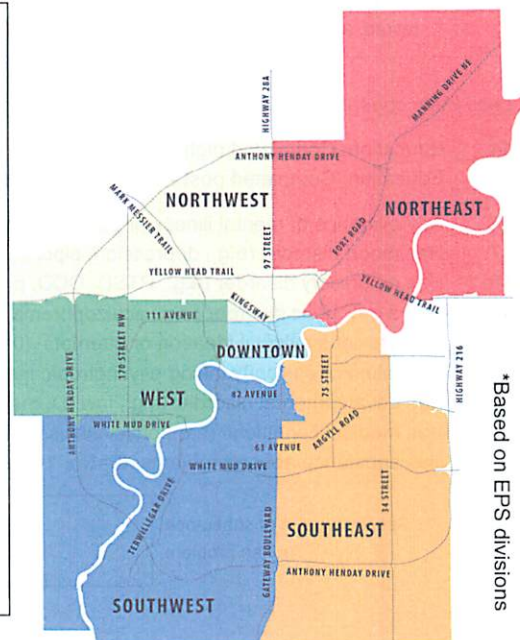 HIGHWAY 28A
MANNING DRIVE NE
ANTHONY HENDAY DRIVE
MARK MESSIER TRAIL
NORTHWEST
NORTHEAST
97 STREET
FORT ROAD
YELLOW HEAD TRAIL
YELLOW HEAD TRAIL
KINGSWAY
111 AVENUE
170 STREET NW
DOWNTOWN
ANTHONY HENDAY DRIVE
75 STREET
HIGHWAY 216
WEST
82 AVENUE
WHITE MUD DRIVE
ARGYLL ROAD
63 AVENUE
WHITE MUD DRIVE
TERWILLEGAR DRIVE
34 STREET
GATEWAY BOULEVARD
SOUTHEAST
ANTHONY HENDAY DRIVE
SOUTHWEST
*Based on EPS divisions